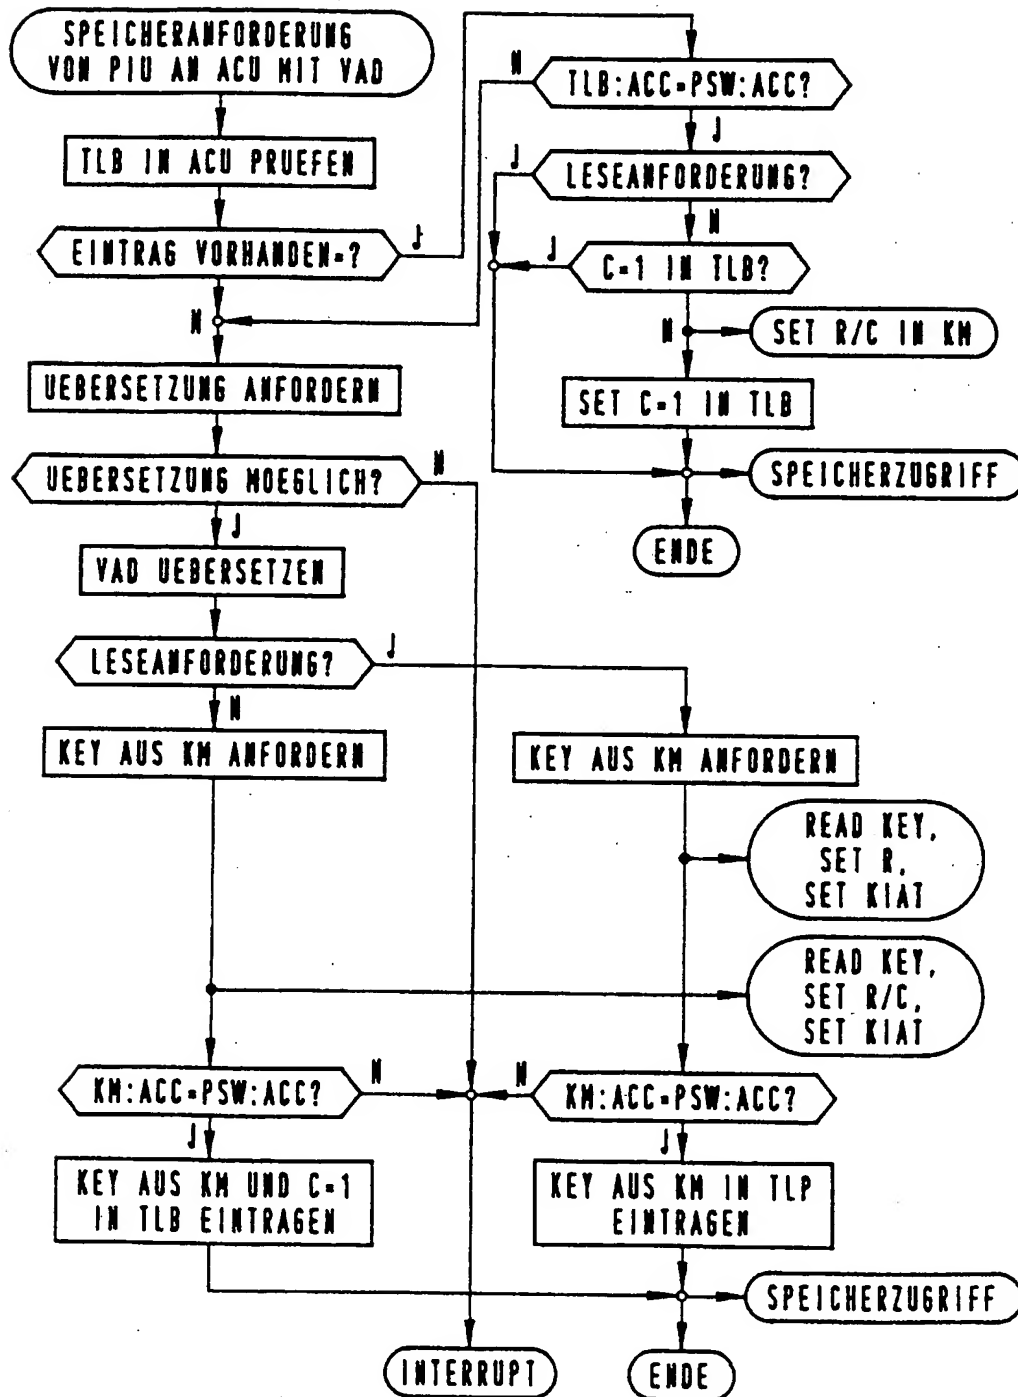 SPEICHERANFORDERUNG
VON PIU AN ACU MIT VAD
TLB IN ACU PRUEFEN
EINTRAG VORHANDEN=?
J
N
UEBERSETZUNG ANFORDERN
UEBERSETZUNG MOEGLICH?
N
J
VAD UEBERSETZEN
LESEANFORDERUNG?
J
N
KEY AUS KM ANFORDERN
N
TLB:ACC=PSW:ACC?
J
J
LESEANFORDERUNG?
N
J
C=1 IN TLB?
N
SET R/C IN KM
SET C=1 IN TLB
SPEICHERZUGRIFF
ENDE
KEY AUS KM ANFORDERN
READ KEY,
SET R,
SET KIAT
READ KEY,
SET R/C,
SET KIAT
KM:ACC=PSW:ACC?
N
N
KM:ACC=PSW:ACC?
J
J
KEY AUS KM UND C=1
IN TLB EINTRAGEN
KEY AUS KM IN TLP
EINTRAGEN
SPEICHERZUGRIFF
INTERRUPT
ENDE